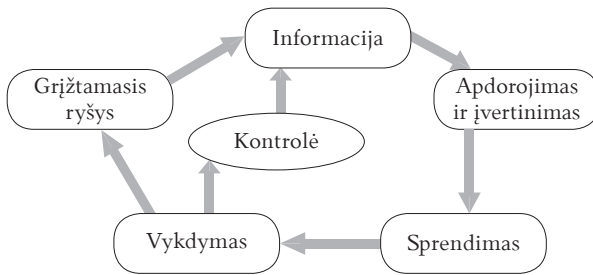 Informacija
Grįžtamasis
ryšys
Apdorojimas
ir įvertinimas
Kontrolė
Vykdymas
Sprendimas